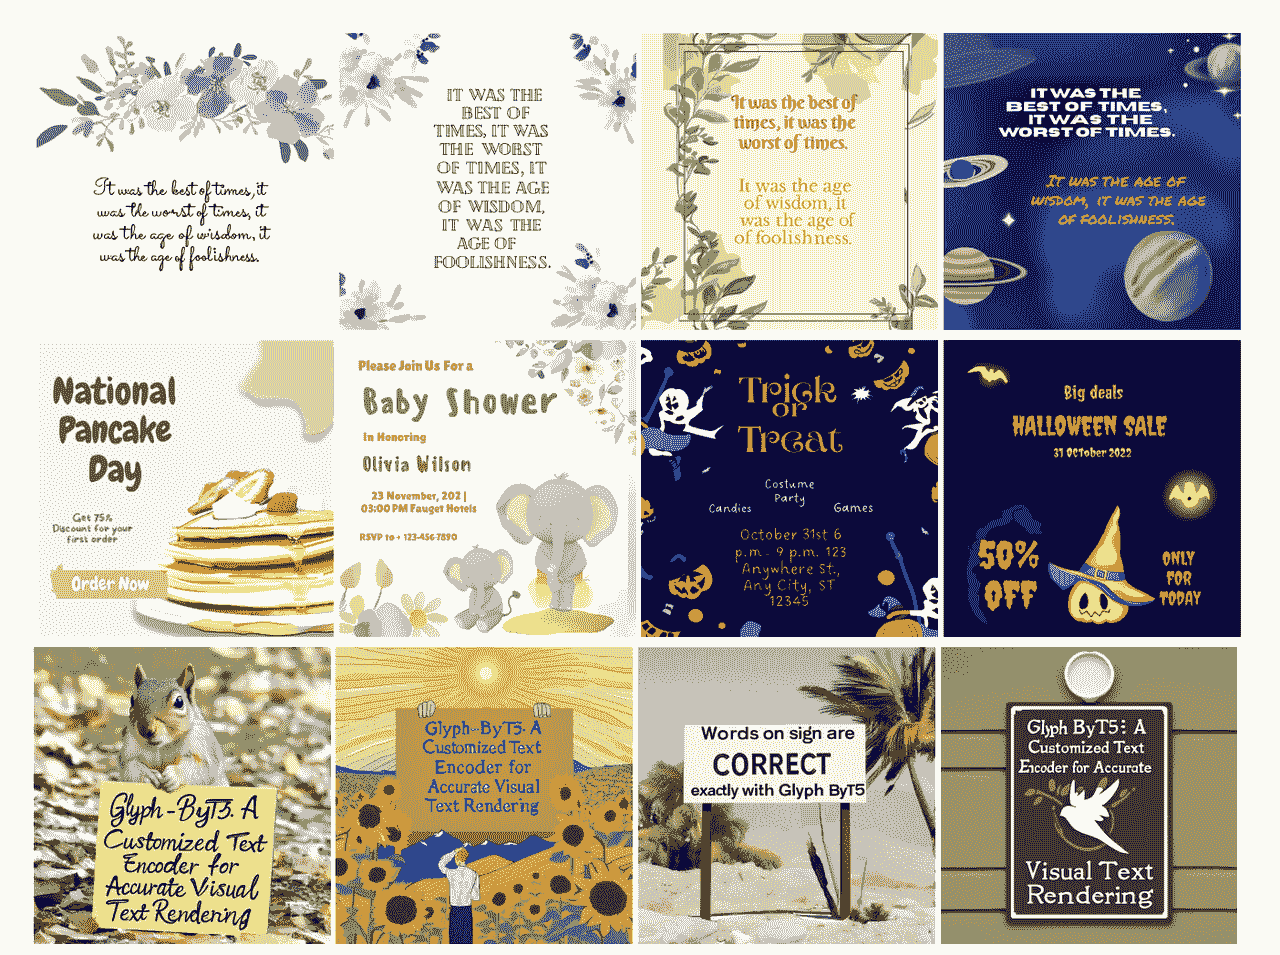 It was the best of times, it
was the worst of times, it
was the age of wisdom, it
was the age of foolishness.
IT WAS THE
BEST OF
TIMES, IT WAS
THE WORST
OF TIMES, IT
WAS THE AGE
OF WISDOM,
IT WAS THE
AGE OF
FOOLISHNESS.
It was the best of
times, it was the
worst of times.
It was the age
of wisdom, it
was the age of
of foolishness.
IT WAS THE
BEST OF TIMES,
IT WAS THE
WORST OF TIMES.
IT WAS THE AGE OF
WISDOM, IT WAS THE AGE
OF FOOLISHNESS.
National
Pancake
Day
Get 75%
Discount for your
first order
Order Now
Please Join Us For a
Baby Shower
In Honoring
Olivia Wilson
23 November, 202|
03:00 PM Fauget Hotels
RSVP to + 123-456-7890
Trick
or
Treat
Costume
Party
Candies
Games
October 31st 6
p.m - 9 p.m. 123
Anywhere St.,
Any City, ST
12345
Big deals
HALLOWEEN SALE
31 October 2022
50%
OFF
ONLY
FOR
TODAY
Glyph-ByT5. A
Customized Text
Encoder for
Accurate Visual
Text Rendering
Glyph-ByT5. A
Customized Text
Encoder for
Accurate Visual
Text Rendering
Words on sign are
CORRECT
exactly with Glyph ByT5
Glyph ByT5: A
Customized Text
Encoder for Accurate
Visual Text
Rendering